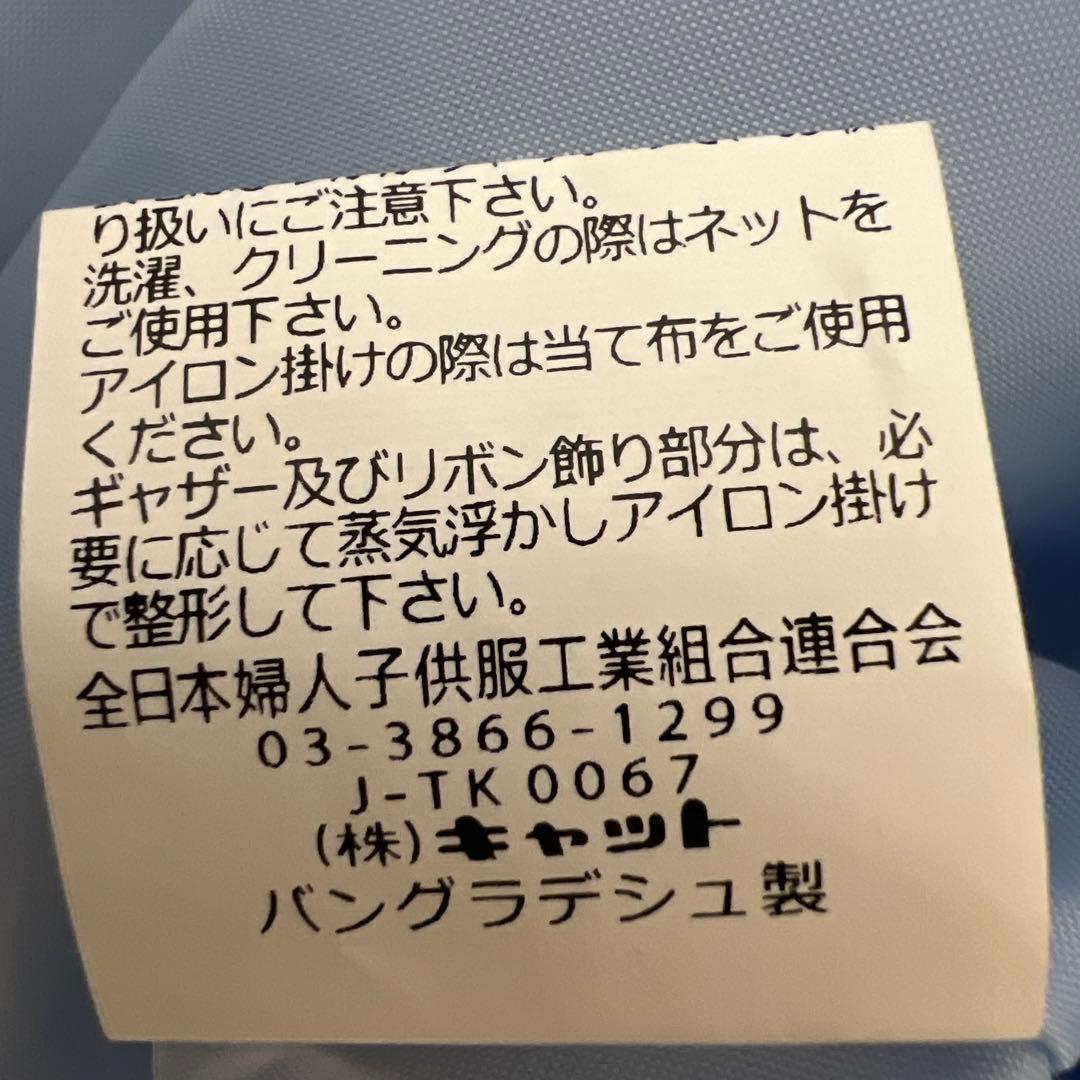 り扱いにご注意下さい。
洗濯、クリーニングの際はネットを
ご使用下さい。
アイロン掛けの際は当て布をご使用
ください。
ギャザー及びリボン飾り部分は、必
要に応じて蒸気浮かしアイロン掛け
で整形して下さい。
全日本婦人子供服工業組合連合会
03-3866-1299
J-TK0067
(株)キャット
バングラデシュ製